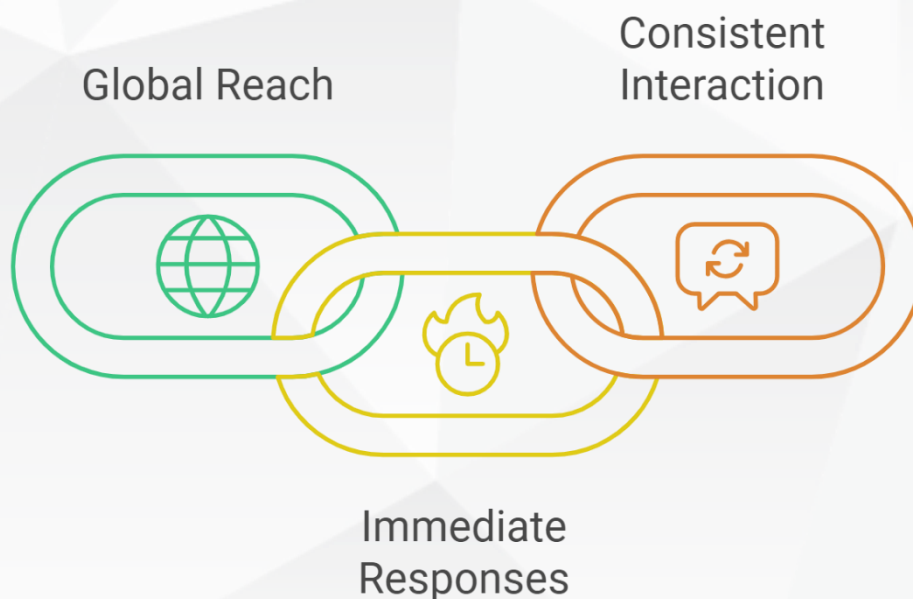 Global Reach
Consistent
Interaction
Immediate
Responses